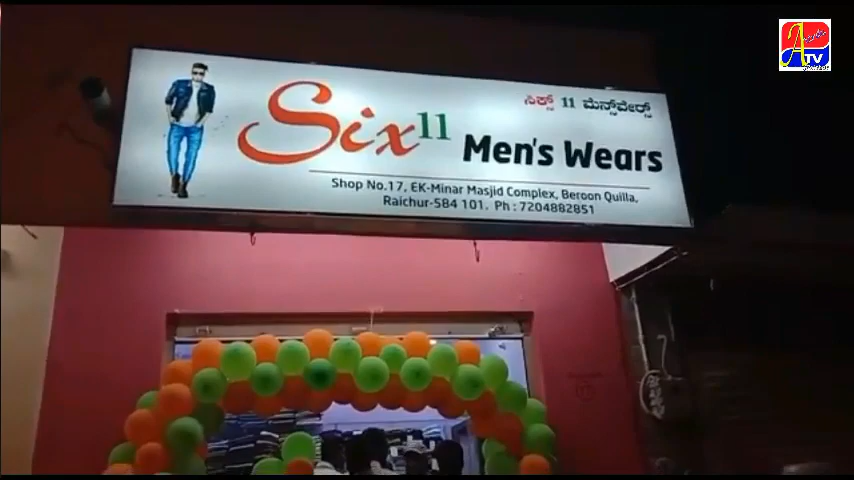 Six 11 ಸಿಕ್ಸ್ 11 ಮೆನ್ಸ್‌ವೇರ್ಸ್
Men's Wears
Shop No.17, EK-Minar Masjid Complex, Beroon Quilla,
Raichur-584 101. Ph : 7204882851
A
TV